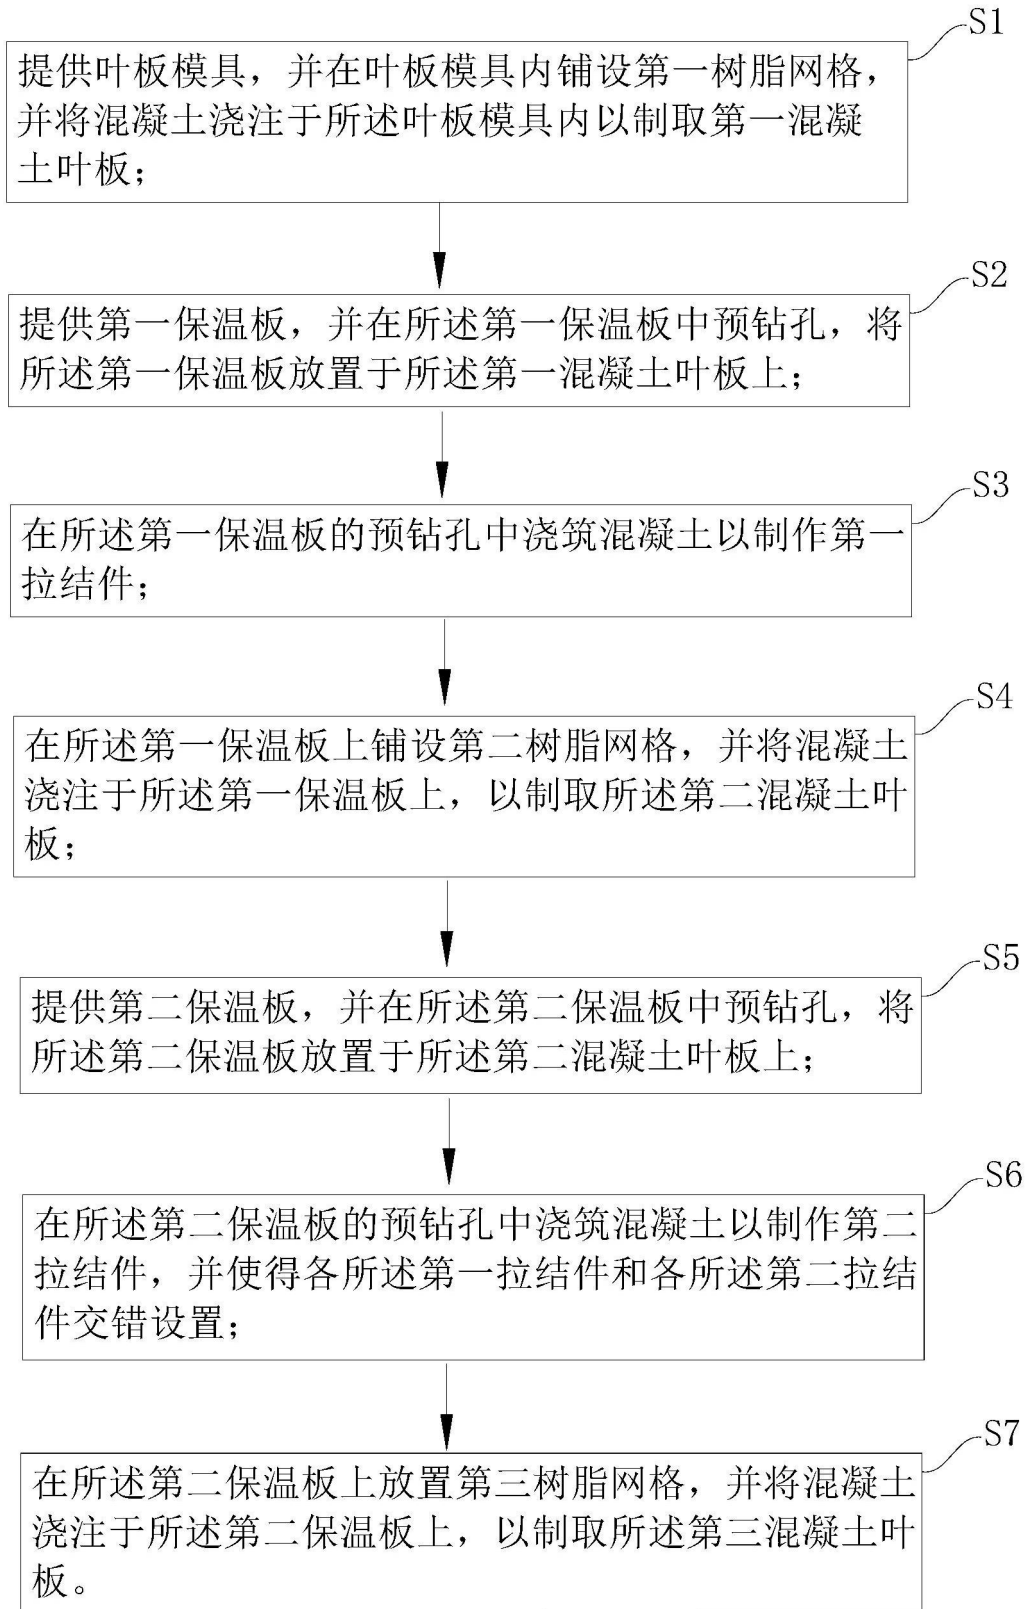 S1
提供叶板模具，并在叶板模具内铺设第一树脂网格，
并将混凝土浇注于所述叶板模具内以制取第一混凝
土叶板；
S2
提供第一保温板，并在所述第一保温板中预钻孔，将
所述第一保温板放置于所述第一混凝土叶板上；
S3
在所述第一保温板的预钻孔中浇筑混凝土以制作第一
拉结件；
S4
在所述第一保温板上铺设第二树脂网格，并将混凝土
浇注于所述第一保温板上，以制取所述第二混凝土叶
板；
S5
提供第二保温板，并在所述第二保温板中预钻孔，将
所述第二保温板放置于所述第二混凝土叶板上；
S6
在所述第二保温板的预钻孔中浇筑混凝土以制作第二
拉结件，并使得各所述第一拉结件和各所述第二拉结
件交错设置；
S7
在所述第二保温板上放置第三树脂网格，并将混凝土
浇注于所述第二保温板上，以制取所述第三混凝土叶
板。